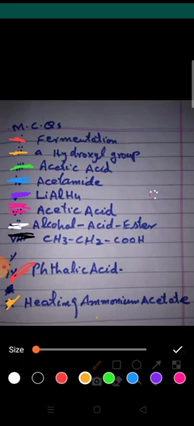 M.C.Qs
Fermentation
a Hydroxyl group
Acetic Acid
Acetamide
LiAlH4
Acetic Acid
Alcohol-Acid-Ester
CH3-CH2-COOH
Phthalic Acid.
Heating Ammonium Acetate
Size